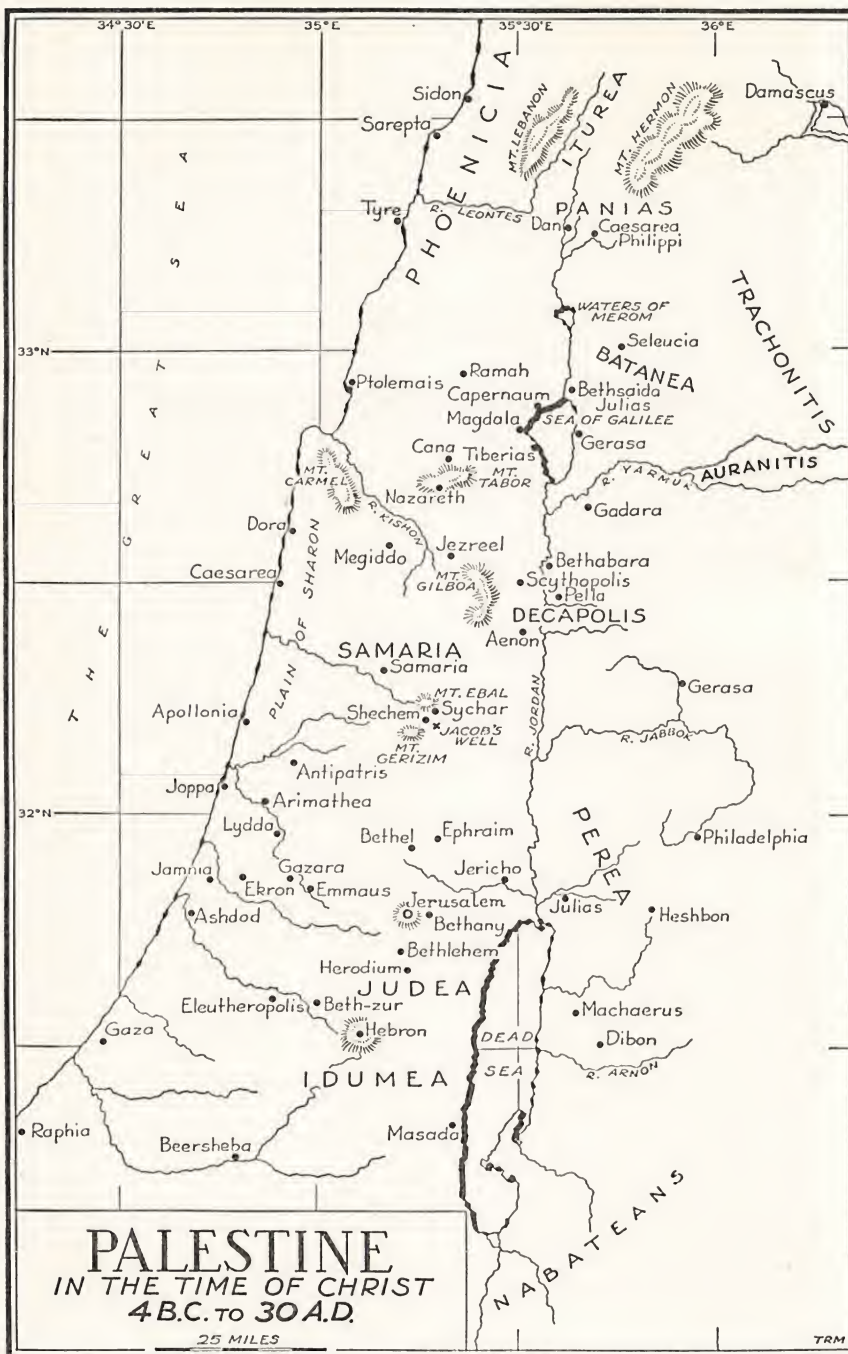 34°30'E
35°E
35°30'E
36°E
Sidon
Sarepta
PHOENICIA
MT. LEBANON
ITUREA
MT. HERMON
Damascus
Tyre
R. LEONTES
PANIAS
Dan
Caesarea
Philippi
WATERS OF
MEROM
TRACHONITIS
33°N
Seleucia
BATANEA
Ptolemais
Ramah
Capernaum
Bethsaida
Julias
Magdala
SEA OF GALILEE
Gerasa
Cana
Tiberias
MT.
CARMEL
Nazareth
MT.
TABOR
R. YARMUK
AURANITIS
R. KISHON
Gadara
Dora
Megiddo
Jezreel
Bethabara
Caesarea
MT.
GILBOA
Scythopolis
Pella
DECAPOLIS
Aenon
THE GREAT SEA
PLAIN OF SHARON
SAMARIA
Samaria
MT. EBAL
Gerasa
Apollonia
Shechem
Sychar
JACOB'S
WELL
MT.
GERIZIM
R. JORDAN
R. JABBOK
Antipatris
Joppa
Arimathea
32°N
Lydda
Bethel
Ephraim
PEREA
Philadelphia
Jamnia
Ekron
Gazara
Emmaus
Jericho
Jerusalem
Julias
Heshbon
Ashdod
Bethany
Bethlehem
Herodium
JUDEA
Eleutheropolis
Beth-zur
Machaerus
Gaza
Hebron
DEAD
SEA
Dibon
IDUMEA
R. ARNON
Raphia
Beersheba
Masada
NABATEANS
PALESTINE
IN THE TIME OF CHRIST
4 B.C. TO 30 A.D.
25 MILES
TRM